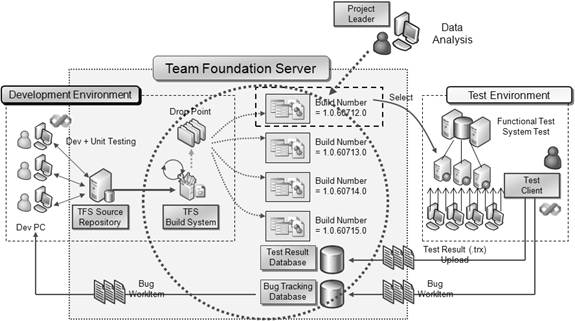 Project
Leader
Data
Analysis
Team Foundation Server
Development Environment
Test Environment
Drop Point
Build Number
= 1.0.60712.0
Select
Functional Test
System Test
Dev + Unit Testing
Build Number
= 1.0.60713.0
Test
Client
Build Number
= 1.0.60714.0
TFS Source
Repository
TFS
Build System
Build Number
= 1.0.60715.0
Dev PC
Test Result
Database
Test Result (.trx)
Upload
Bug
WorkItem
Bug Tracking
Database
Bug
WorkItem